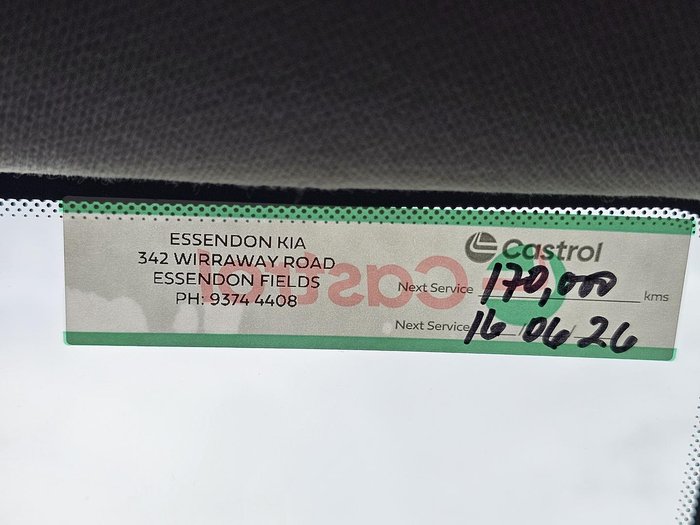 ESSENDON KIA
342 WIRRAWAY ROAD
ESSENDON FIELDS
PH: 9374 4408
Castrol
Next Service 170,000 kms
Next Service 16/06/26
Castrol